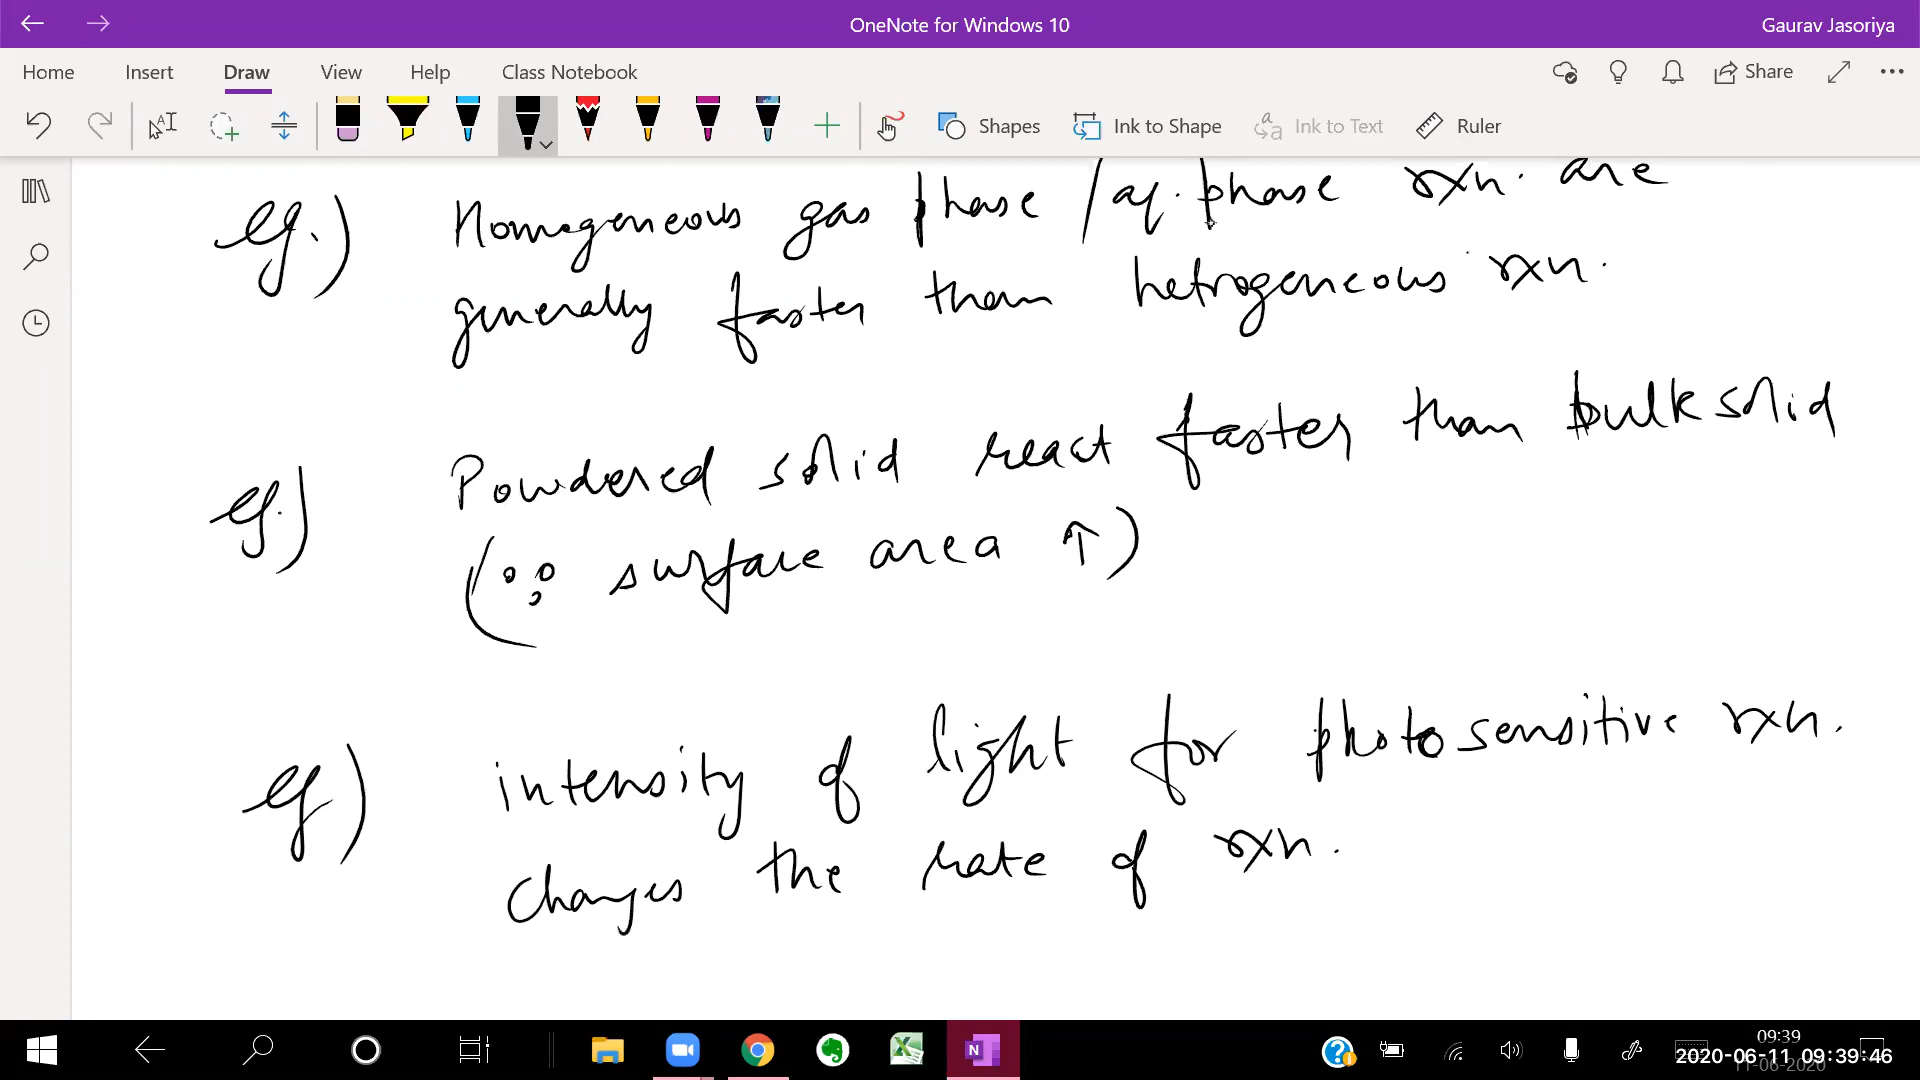 OneNote for Windows 10
Gaurav Jasoriya
Home Insert Draw View Help Class Notebook Share
Shapes Ink to Shape Ink to Text Ruler
eg.) Homogeneous gas phase / aq. phase rxn. are
generally faster than hetrogeneous rxn.
eg.) Powdered solid react faster than bulk solid
(∵ surface area ↑)
eg) intensity of light for photosensitive rxn.
changes the rate of rxn.
09:39
2020-06-11 09:39:46
11-06-2020